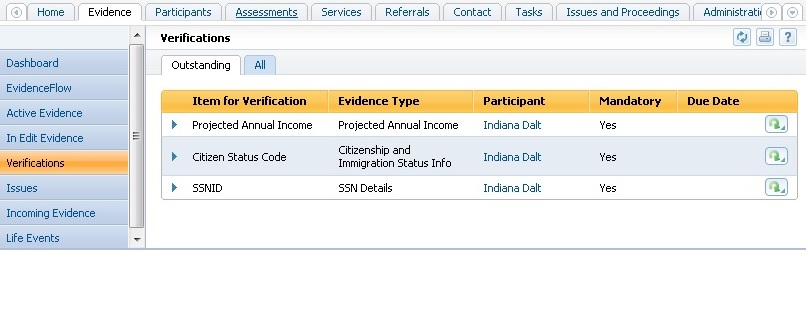 Home Evidence Participants Assessments Services Referrals Contact Tasks Issues and Proceedings Administrati
Verifications
Dashboard
EvidenceFlow
Active Evidence
In Edit Evidence
Verifications
Issues
Incoming Evidence
Life Events
Outstanding All
Item for Verification Evidence Type Participant Mandatory Due Date
Projected Annual Income Projected Annual Income Indiana Dalt Yes
Citizen Status Code Citizenship and
Immigration Status Info Indiana Dalt Yes
SSNID SSN Details Indiana Dalt Yes